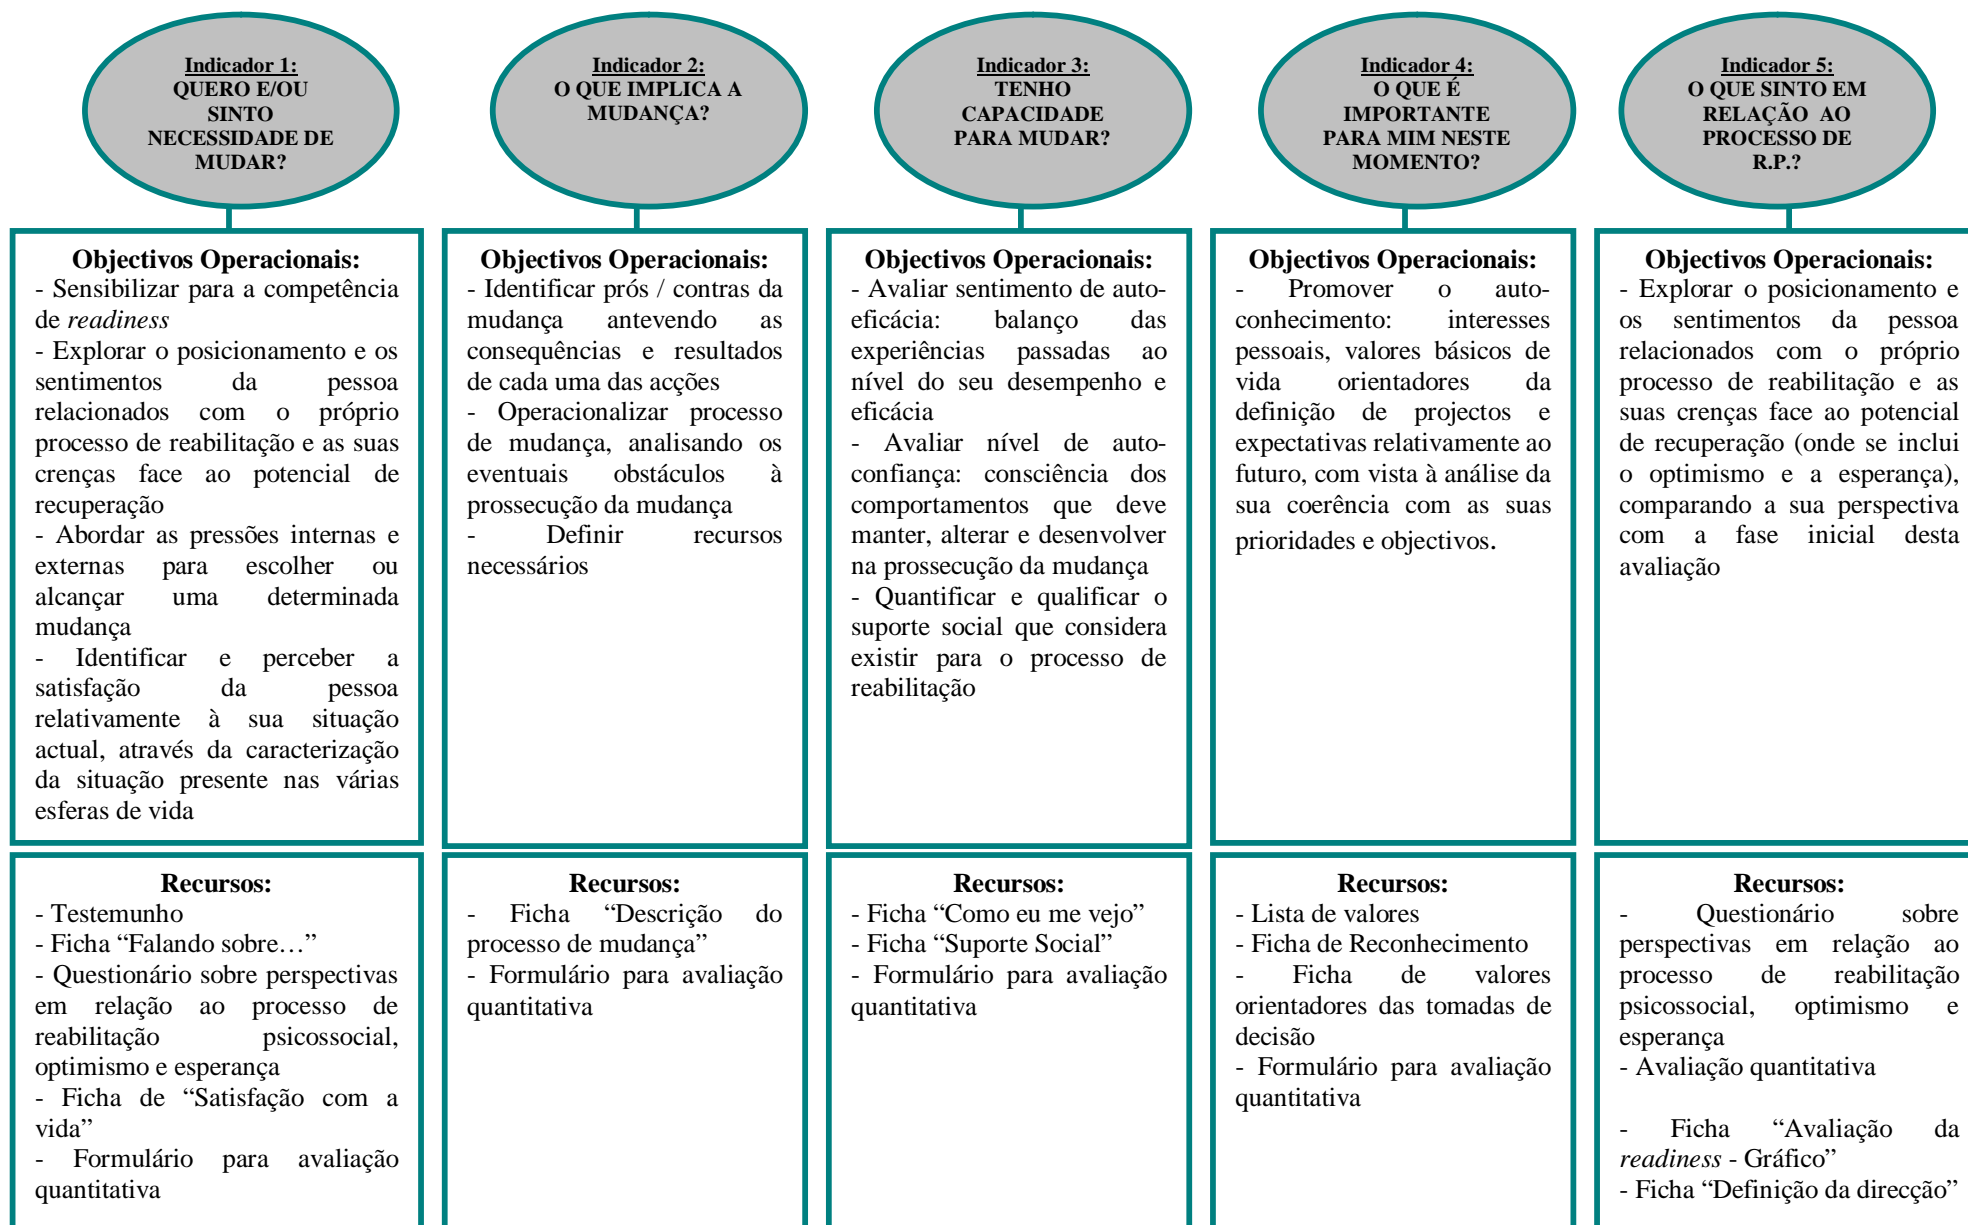 Indicador 1:
QUERO E/OU
SINTO
NECESSIDADE DE
MUDAR?
Objectivos Operacionais:
- Sensibilizar para a competência
de readiness
- Explorar o posicionamento e os
sentimentos da pessoa
relacionados com o próprio
processo de reabilitação e as suas
crenças face ao potencial de
recuperação
- Abordar as pressões internas e
externas para escolher ou
alcançar uma determinada
mudança
- Identificar e perceber a
satisfação da pessoa
relativamente à sua situação
actual, através da caracterização
da situação presente nas várias
esferas de vida
Recursos:
- Testemunho
- Ficha “Falando sobre…”
- Questionário sobre perspectivas
em relação ao processo de
reabilitação psicossocial,
optimismo e esperança
- Ficha de “Satisfação com a
vida”
- Formulário para avaliação
quantitativa
Indicador 2:
O QUE IMPLICA A
MUDANÇA?
Objectivos Operacionais:
- Identificar prós / contras da
mudança antevendo as
consequências e resultados
de cada uma das acções
- Operacionalizar processo
de mudança, analisando os
eventuais obstáculos à
prossecução da mudança
- Definir recursos
necessários
Recursos:
- Ficha “Descrição do
processo de mudança”
- Formulário para avaliação
quantitativa
Indicador 3:
TENHO
CAPACIDADE
PARA MUDAR?
Objectivos Operacionais:
- Avaliar sentimento de auto-
eficácia: balanço das
experiências passadas ao
nível do seu desempenho e
eficácia
- Avaliar nível de auto-
confiança: consciência dos
comportamentos que deve
manter, alterar e desenvolver
na prossecução da mudança
- Quantificar e qualificar o
suporte social que considera
existir para o processo de
reabilitação
Recursos:
- Ficha “Como eu me vejo”
- Ficha “Suporte Social”
- Formulário para avaliação
quantitativa
Indicador 4:
O QUE É
IMPORTANTE
PARA MIM NESTE
MOMENTO?
Objectivos Operacionais:
- Promover o auto-
conhecimento: interesses
pessoais, valores básicos de
vida orientadores da
definição de projectos e
expectativas relativamente ao
futuro, com vista à análise da
sua coerência com as suas
prioridades e objectivos.
Recursos:
- Lista de valores
- Ficha de Reconhecimento
- Ficha de valores
orientadores das tomadas de
decisão
- Formulário para avaliação
quantitativa
Indicador 5:
O QUE SINTO EM
RELAÇÃO AO
PROCESSO DE
R.P.?
Objectivos Operacionais:
- Explorar o posicionamento e
os sentimentos da pessoa
relacionados com o próprio
processo de reabilitação e as
suas crenças face ao potencial
de recuperação (onde se inclui
o optimismo e a esperança),
comparando a sua perspectiva
com a fase inicial desta
avaliação
Recursos:
- Questionário sobre
perspectivas em relação ao
processo de reabilitação
psicossocial, optimismo e
esperança
- Avaliação quantitativa
- Ficha “Avaliação da
readiness - Gráfico”
- Ficha “Definição da direcção”